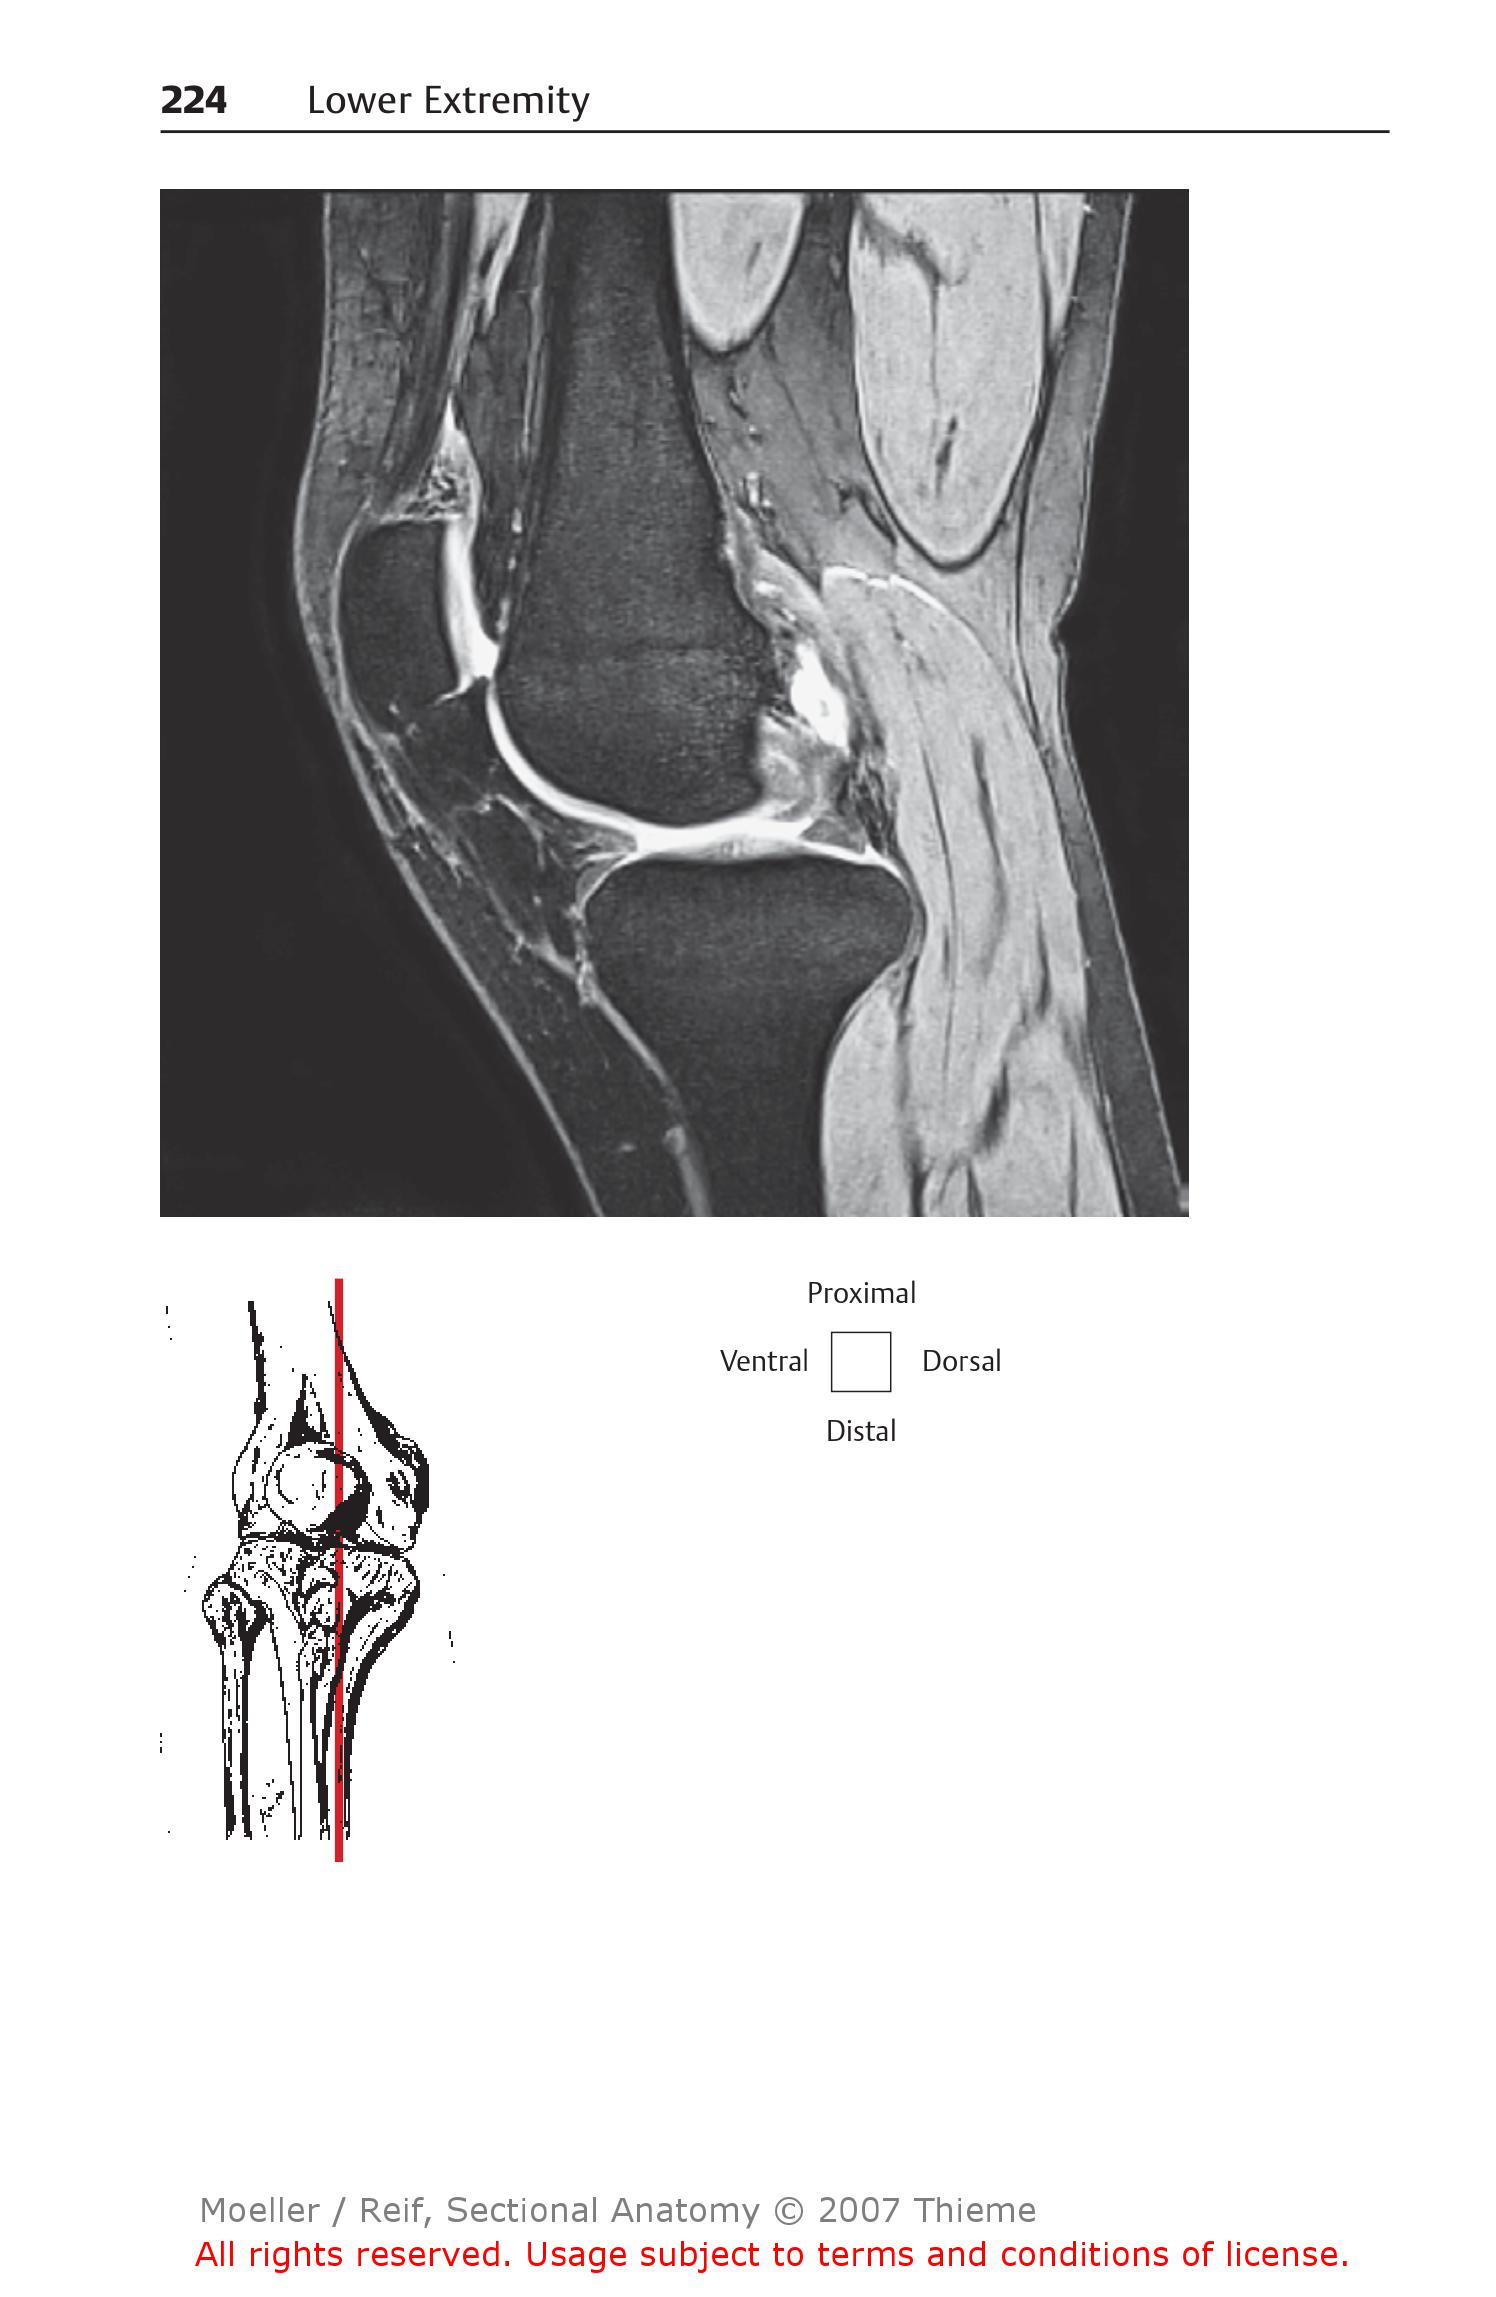 224 Lower Extremity
Proximal
Ventral Dorsal
Distal
Moeller / Reif, Sectional Anatomy © 2007 Thieme
All rights reserved. Usage subject to terms and conditions of license.